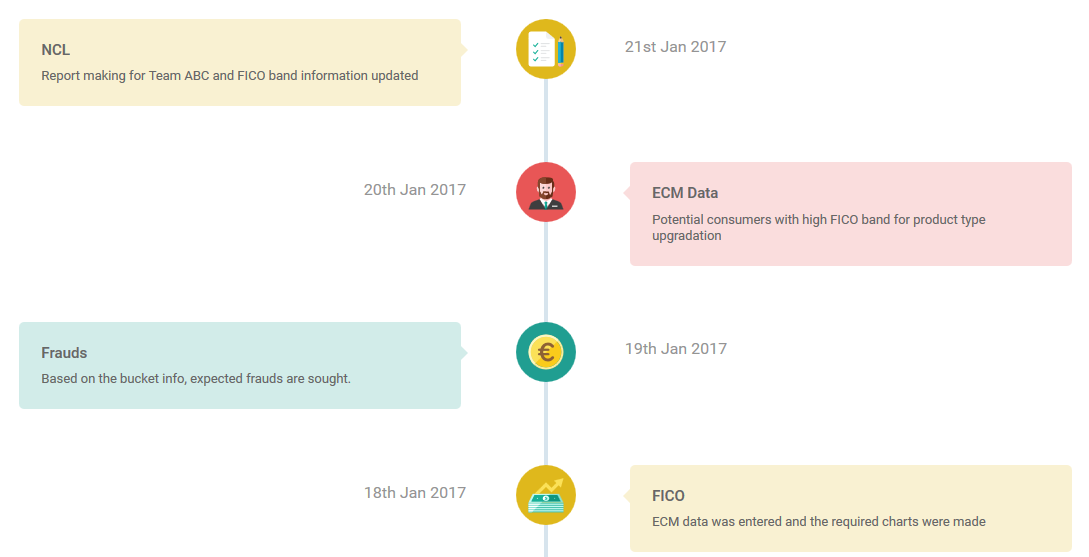 NCL
Report making for Team ABC and FICO band information updated
21st Jan 2017
20th Jan 2017
ECM Data
Potential consumers with high FICO band for product type
upgradation
Frauds
Based on the bucket info, expected frauds are sought.
19th Jan 2017
18th Jan 2017
FICO
ECM data was entered and the required charts were made